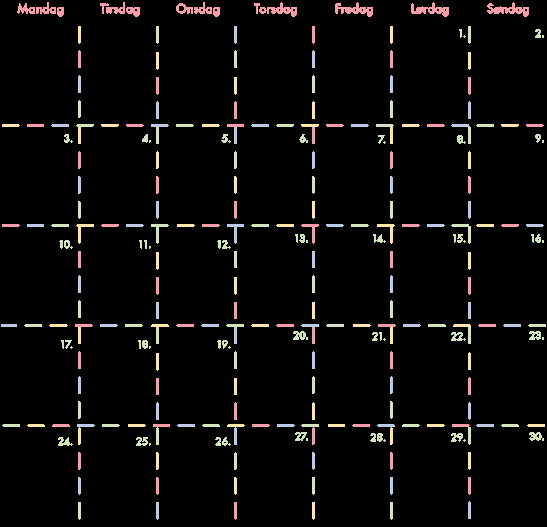 Mandag Tirsdag Onsdag Torsdag Fredag Lørdag Søndag
1. 2.
3. 4. 5. 6. 7. 8. 9.
10. 11. 12. 13. 14. 15. 16.
17. 18. 19. 20. 21. 22. 23.
24. 25. 26. 27. 28. 29. 30.